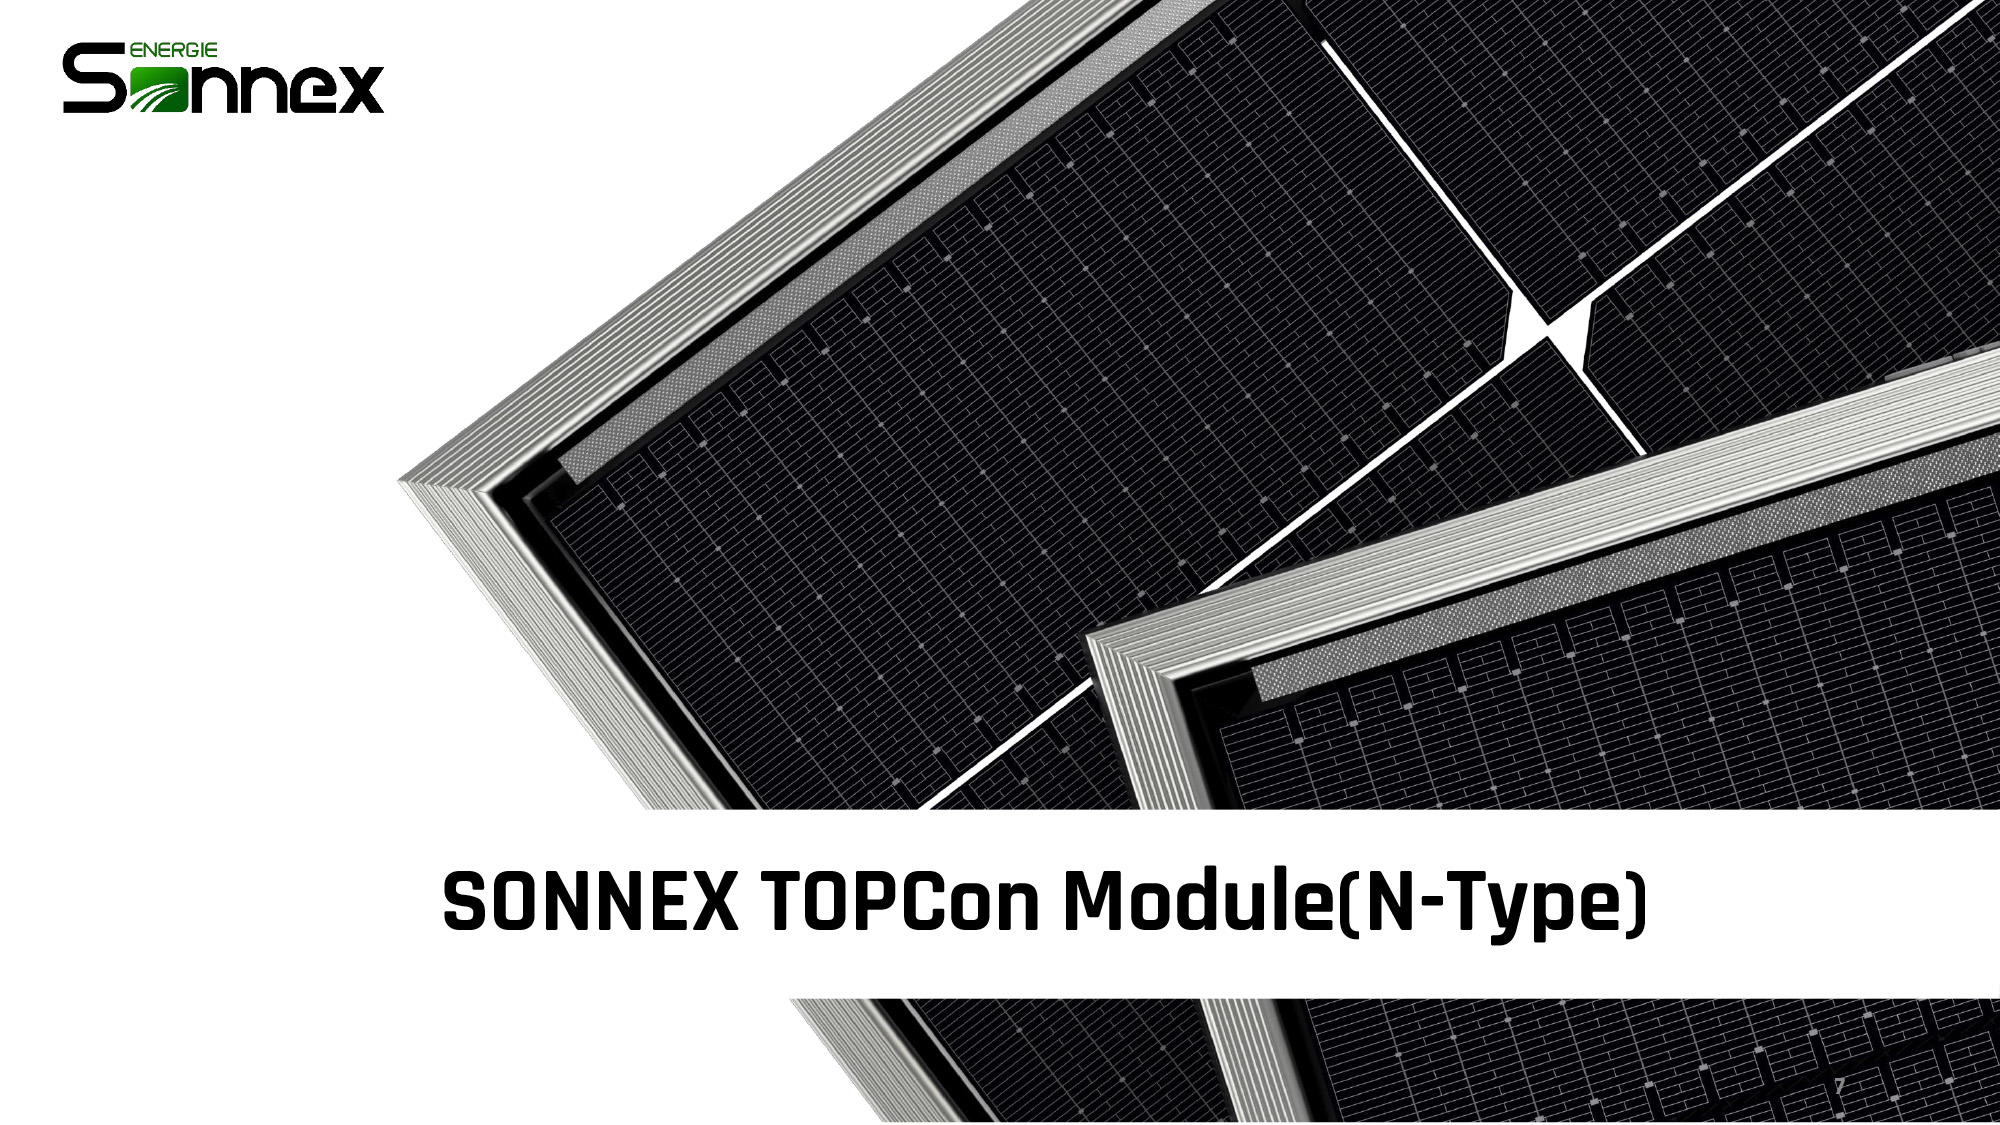 ENERGIE
Sonnex
SONNEX TOPCon Module(N-Type)
7